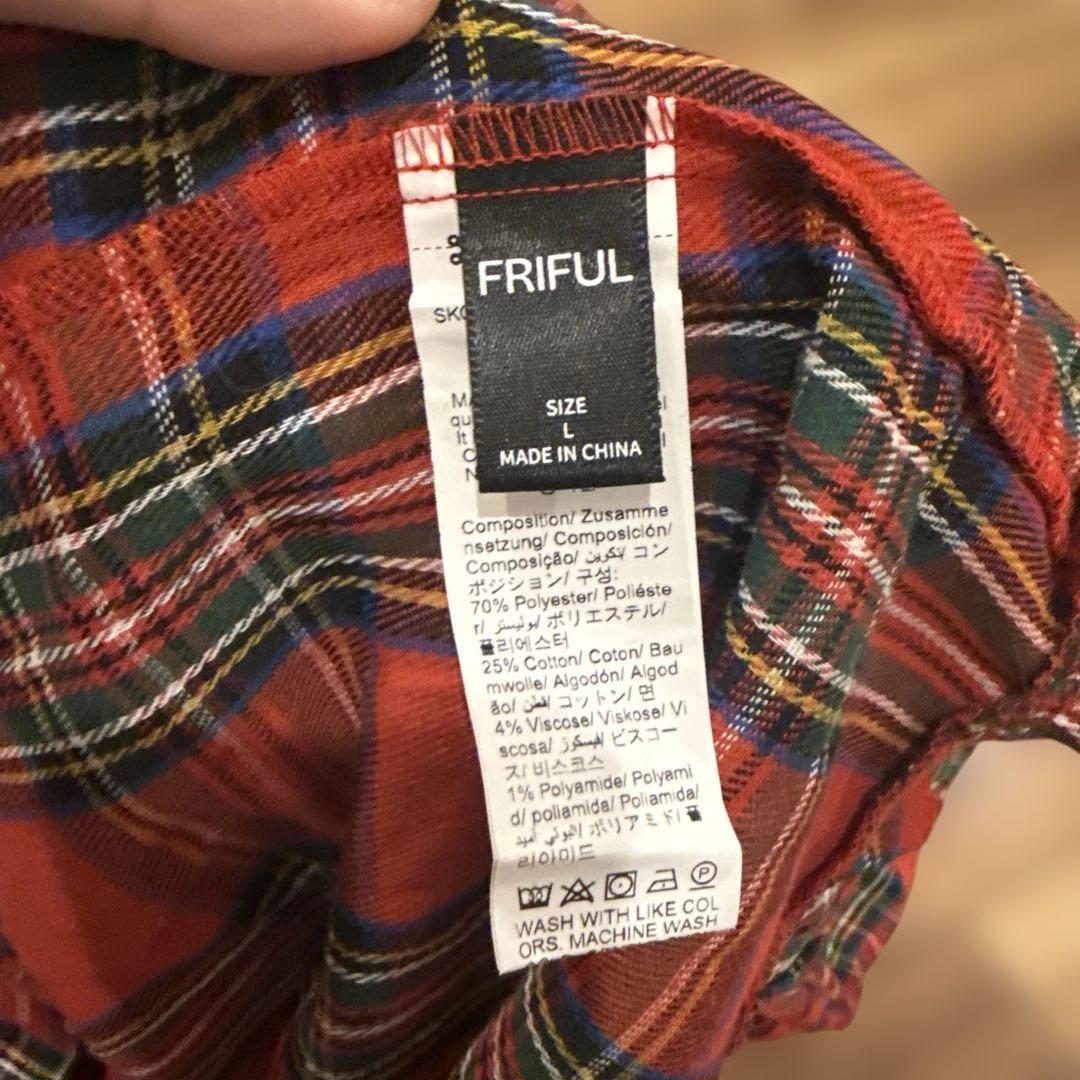 FRIFUL
SIZE
L
MADE IN CHINA
Composition/ Zusamme
nsetzung/ Composición/
Composição/ تكوين/ コン
ポジション/ 구성:
70% Polyester/ Poliéste
r/ بوليستر/ ポリエステル/
폴리에스터
25% Cotton/ Coton/ Bau
mwolle/ Algodón/ Algod
ão/ قطن/ コットン/ 면
4% Viscose/ Viskose/ Vi
scosa/ فيسكوز/ ビスコー
ス/ 비스코스
1% Polyamide/ Polyami
d/ poliamida/ Poliamida/
البولي أميد/ ポリアミド/ 폴
리아미드
WASH WITH LIKE COL
ORS. MACHINE WASH